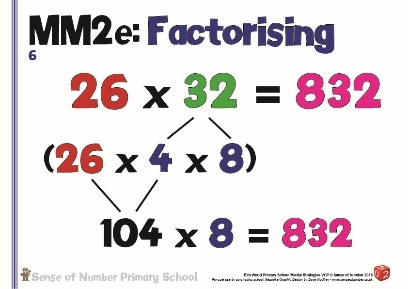 MM2e: Factorising
6
26 x 32 = 832
(26 x 4 x 8)
104 x 8 = 832
Sense of Number Primary School